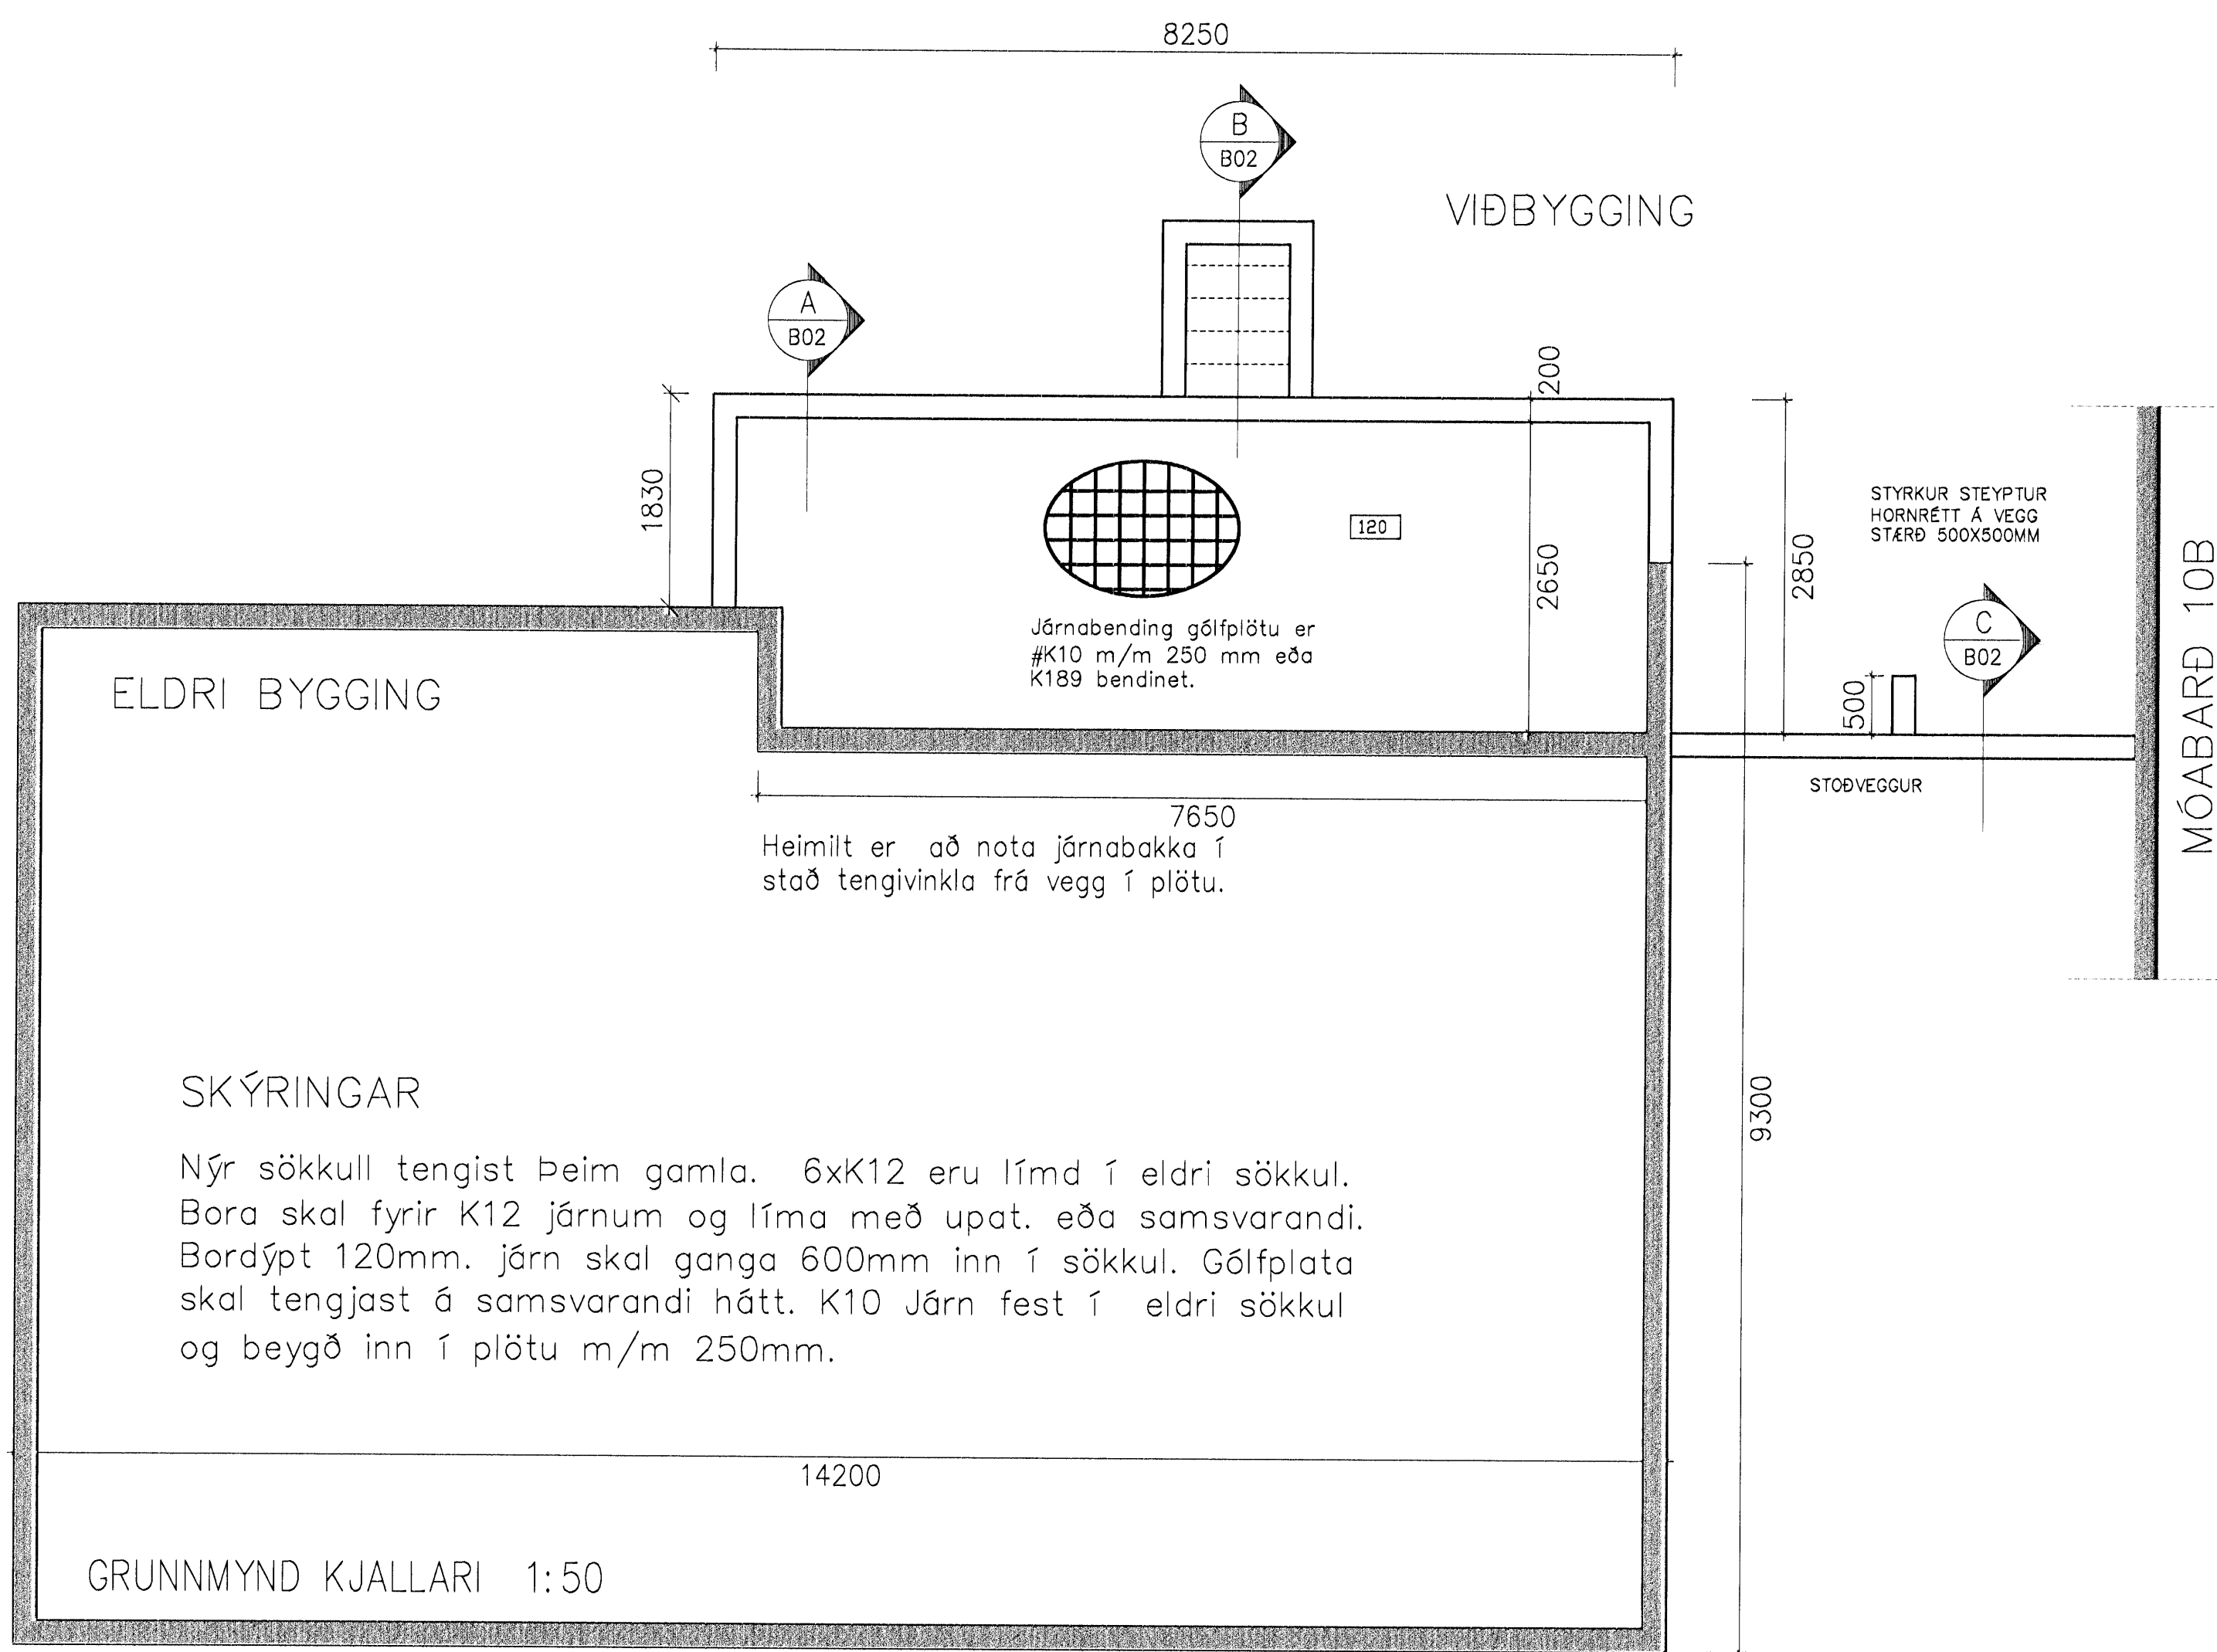 8250
B
B02
VIÐBYGGING
A
B02
200
1830
120
2650
2850
STYRKUR STEYPTUR
HORNRÉTT Á VEGG
STÆRÐ 500X500MM
MÓABARÐ 10B
C
B02
500
Járnabending gólfplötu er
#K10 m/m 250 mm eða
K189 bendinet.
ELDRI BYGGING
STOÐVEGGUR
7650
Heimilt er að nota járnabakka í
stað tengivinkla frá vegg í plötu.
9300
SKÝRINGAR
Nýr sökkull tengist Þeim gamla. 6xK12 eru límd í eldri sökkul.
Bora skal fyrir K12 járnum og líma með upat. eða samsvarandi.
Bordýpt 120mm. járn skal ganga 600mm inn í sökkul. Gólfplata
skal tengjast á samsvarandi hátt. K10 Járn fest í eldri sökkul
og beygð inn í plötu m/m 250mm.
14200
GRUNNMYND KJALLARI 1:50